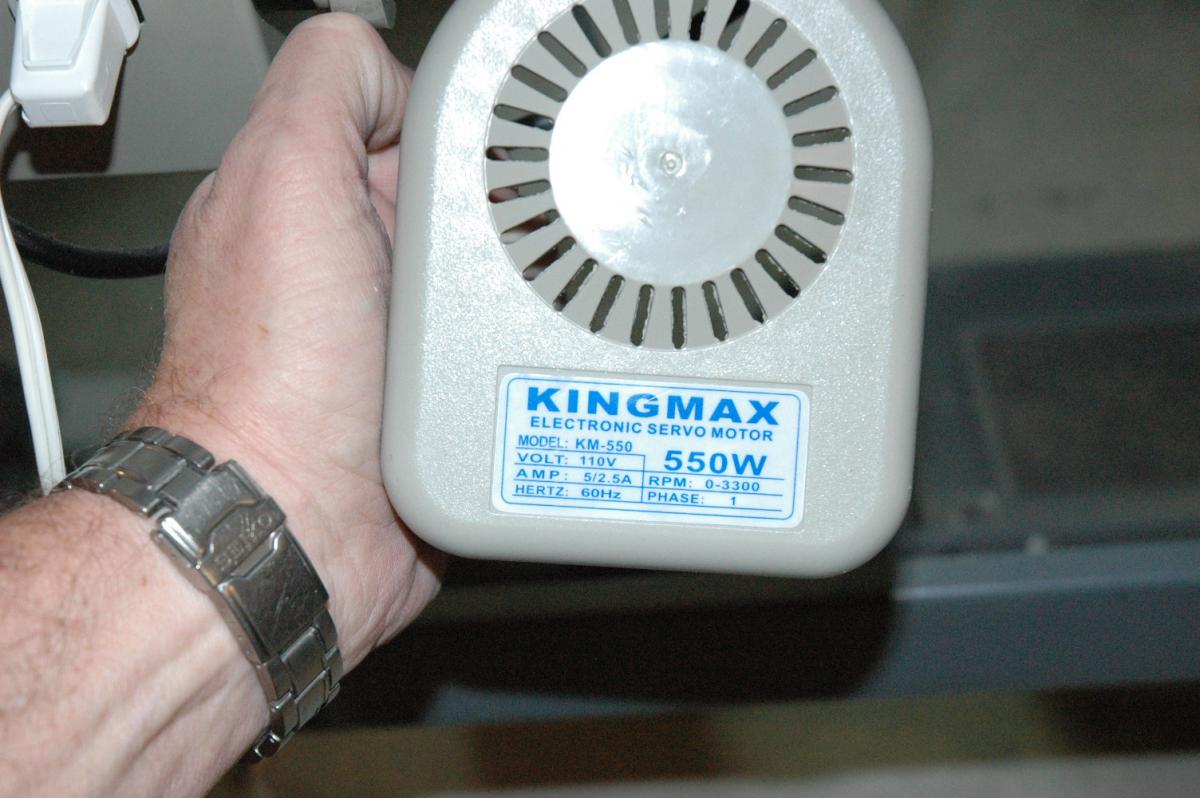 KINGMAX
ELECTRONIC SERVO MOTOR
MODEL: KM-550
550W
VOLT: 110V
AMP: 5/2.5A
RPM: 0-3300
HERTZ: 60Hz
PHASE: 1
SEIKO